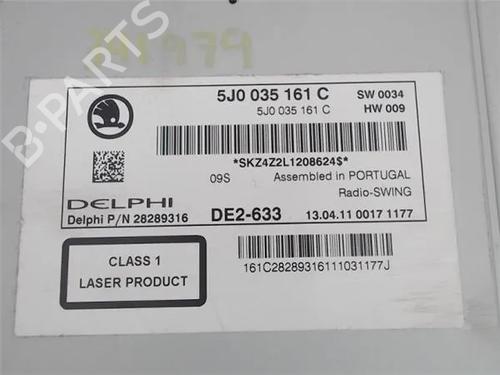 141979
B-PARTS
5J0 035 161 C SW 0034
5J0 035 161 C HW 009
*SKZ4Z2L1208624$*
09S Assembled in PORTUGAL
Radio-SWING
DELPHI
Delphi P/N 28289316 DE2-633 13.04.11 0017 1177
CLASS 1
LASER PRODUCT
161C28289316111031177J